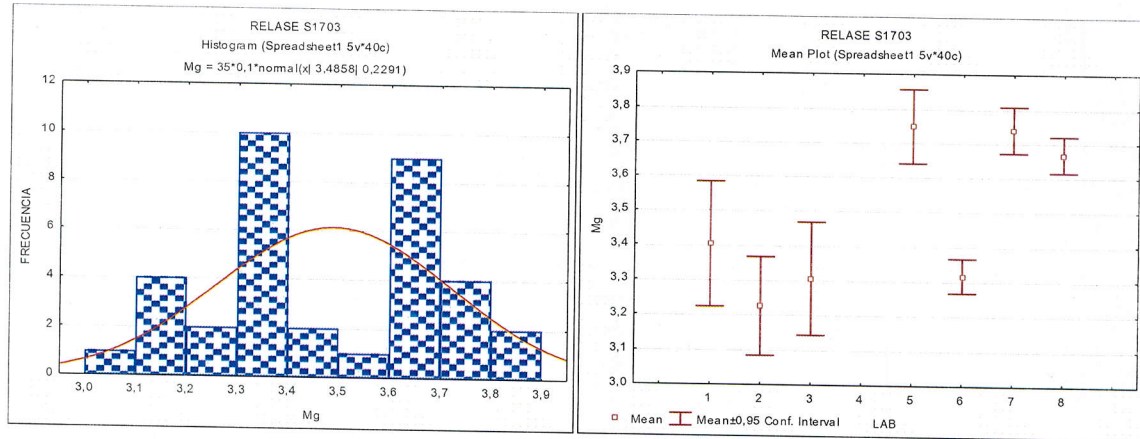 RELASE S1703
Histogram (Spreadsheet1 5v*40c)
Mg = 35*0,1*normal(x| 3,4858| 0,2291)
12
10
8
6
4
2
0
FRECUENCIA
3,0 3,1 3,2 3,3 3,4 3,5 3,6 3,7 3,8 3,9
Mg
RELASE S1703
Mean Plot (Spreadsheet1 5v*40c)
3,9
3,8
3,7
3,6
3,5
3,4
3,3
3,2
3,1
3,0
Mg
1 2 3 5 6 7 8
Mean Mean±0,95 Conf. Interval LAB